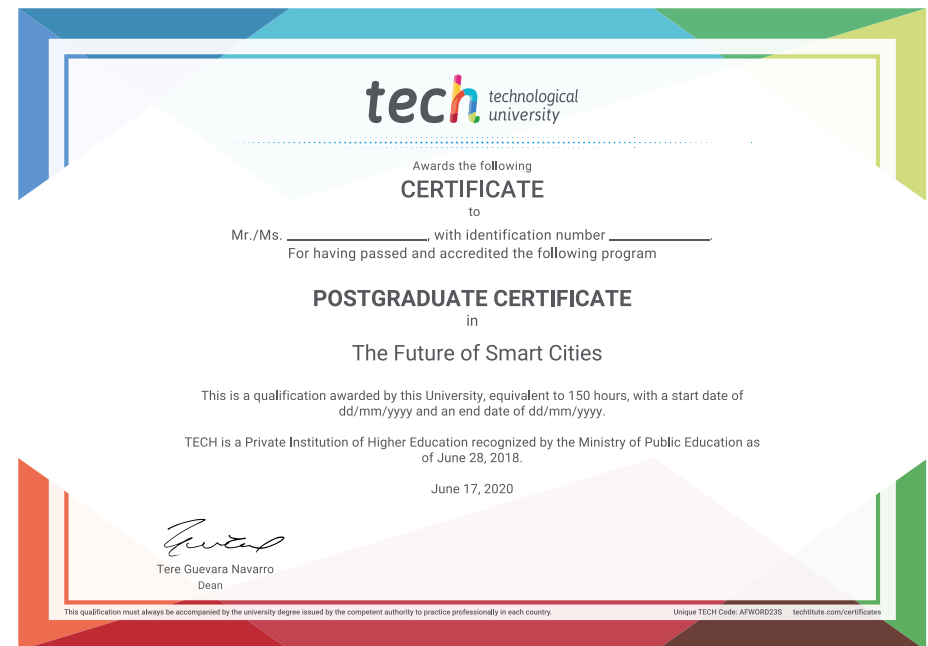 tech technological
university
Awards the following
CERTIFICATE
to
Mr./Ms. ____________________, with identification number ______________.
For having passed and accredited the following program
POSTGRADUATE CERTIFICATE
in
The Future of Smart Cities
This is a qualification awarded by this University, equivalent to 150 hours, with a start date of
dd/mm/yyyy and an end date of dd/mm/yyyy.
TECH is a Private Institution of Higher Education recognized by the Ministry of Public Education as
of June 28, 2018.
June 17, 2020
Tere Guevara Navarro
Dean
This qualification must always be accompanied by the university degree issued by the competent authority to practice professionally in each country. Unique TECH Code: AFWORD23S techtitute.com/certificates